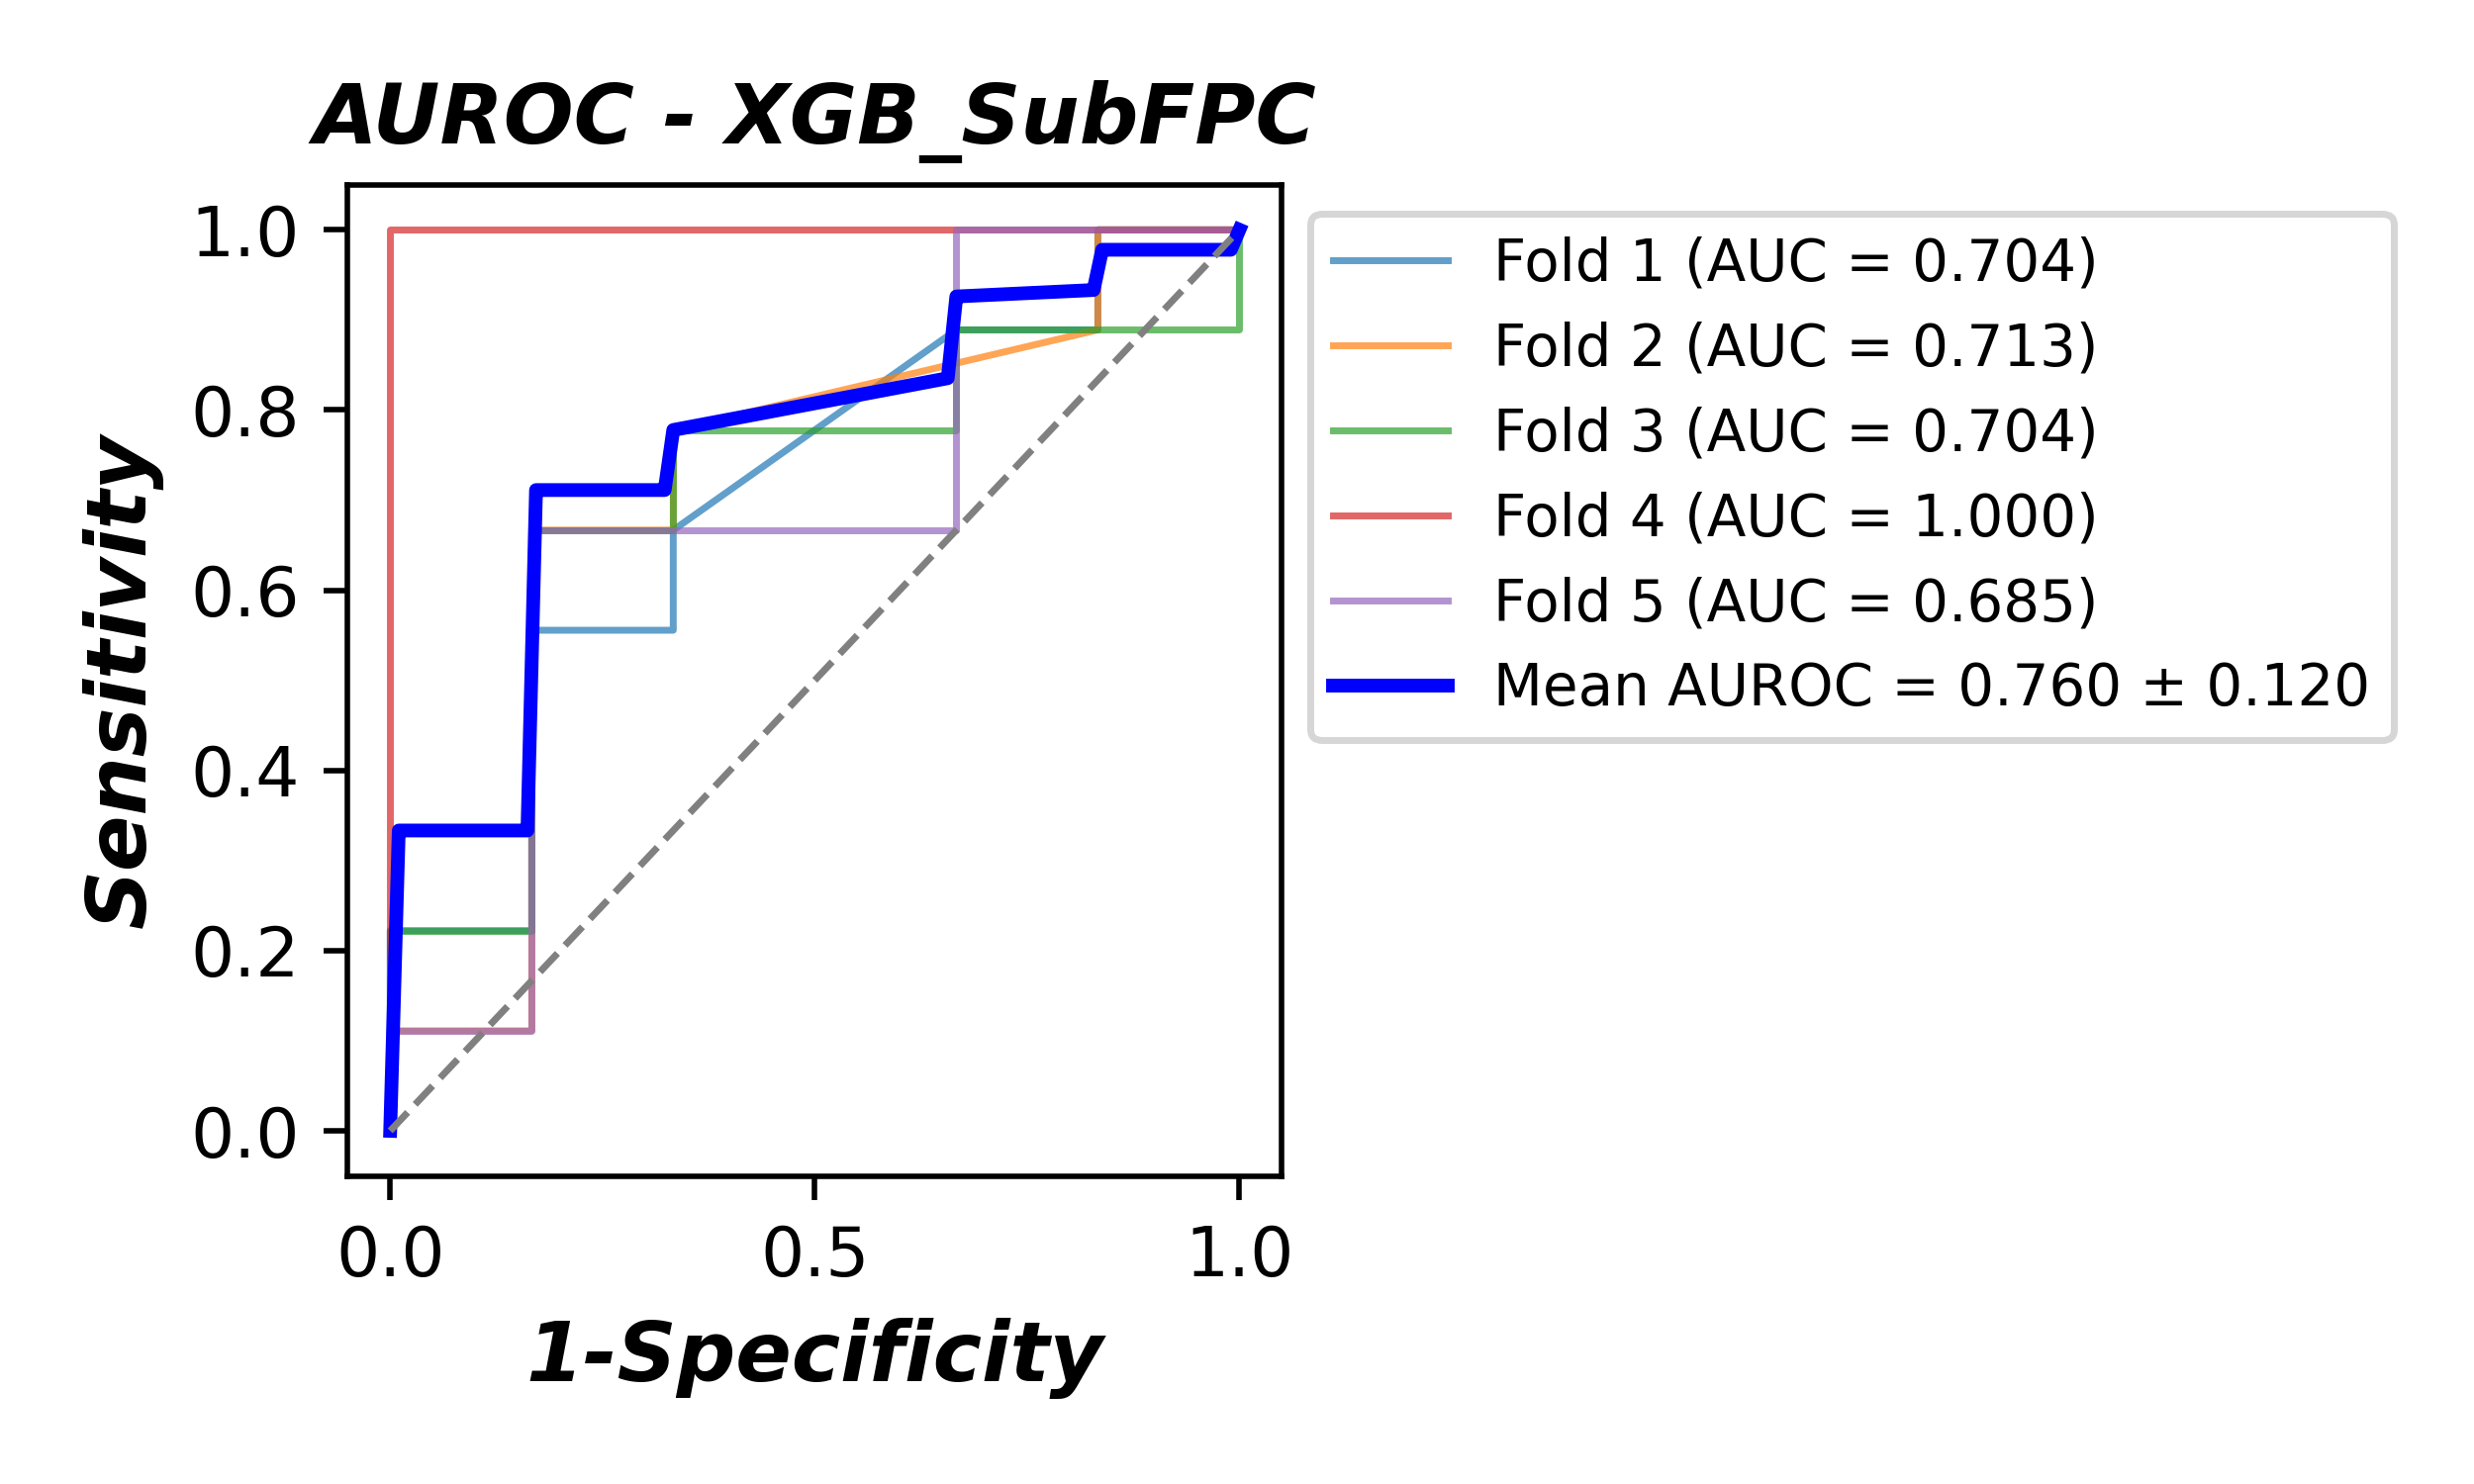 AUROC - XGB_SubFPC
Sensitivity
1.0
0.8
0.6
0.4
0.2
0.0
0.0
0.5
1.0
1-Specificity
Fold 1 (AUC = 0.704)
Fold 2 (AUC = 0.713)
Fold 3 (AUC = 0.704)
Fold 4 (AUC = 1.000)
Fold 5 (AUC = 0.685)
Mean AUROC = 0.760 ± 0.120